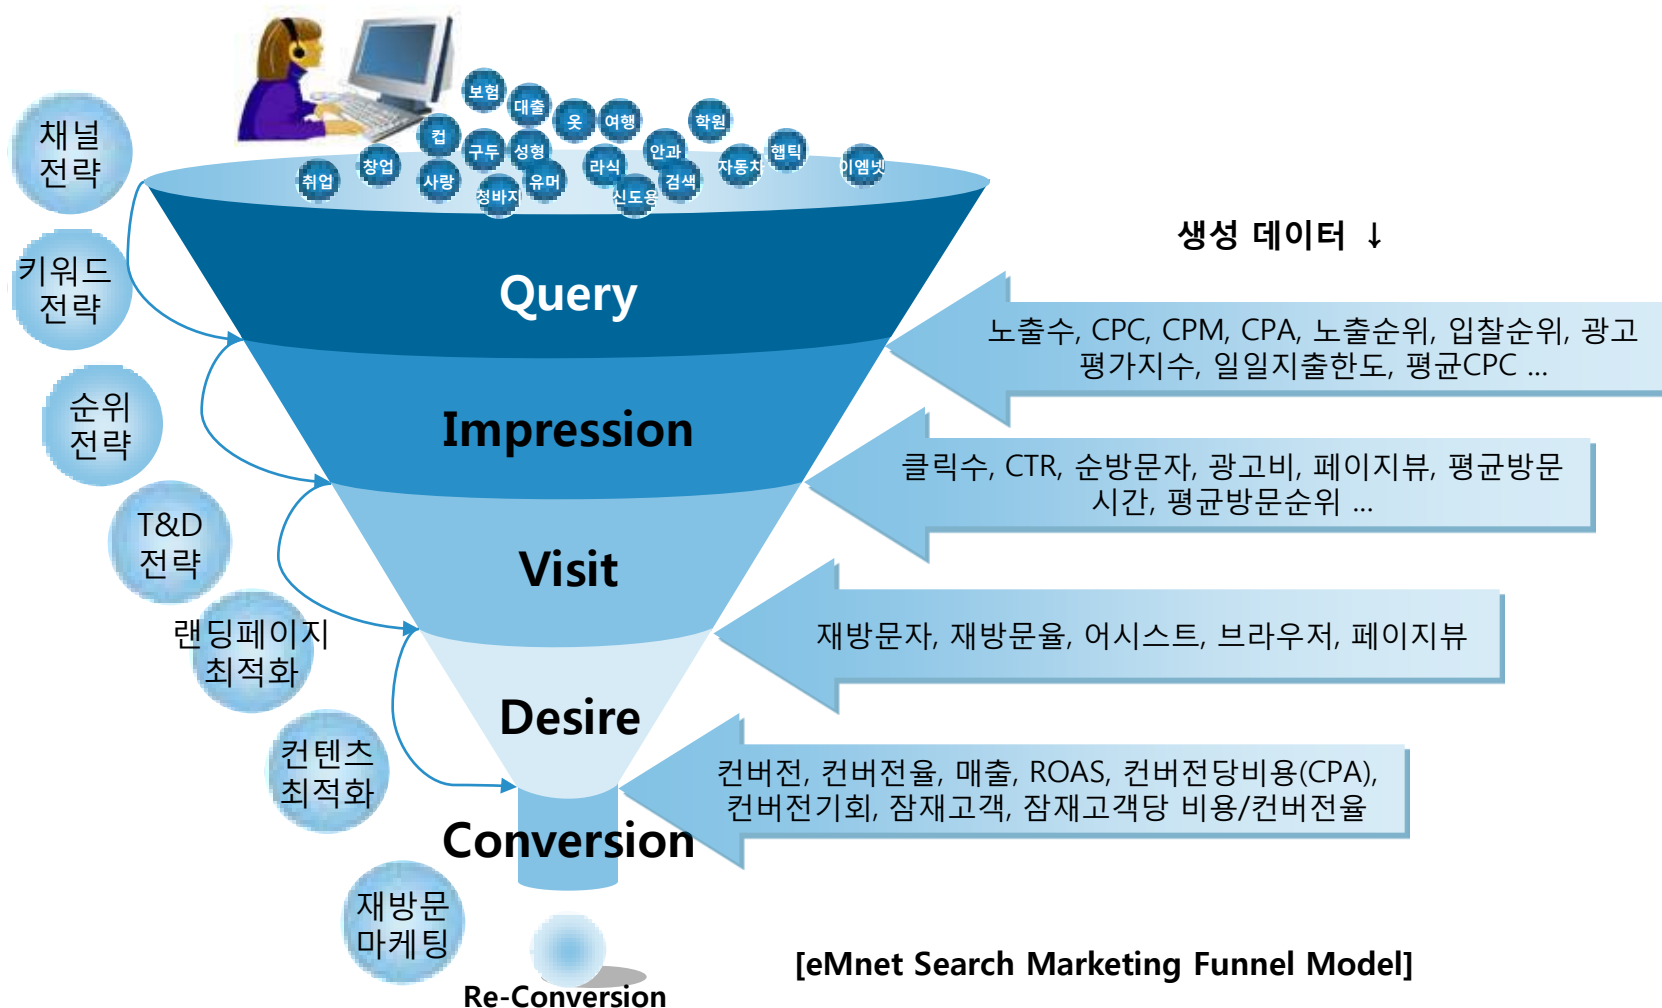 보험
대출
옷
여행
학원
컵
구두
성형
안과
햅틱
취업
창업
사랑
청바지
유머
라식
신도용
검색
자동차
이엠넷
채널
전략
키워드
전략
순위
전략
T&D
전략
랜딩페이지
최적화
컨텐츠
최적화
재방문
마케팅
Query
Impression
Visit
Desire
Conversion
Re-Conversion
생성 데이터 ↓
노출수, CPC, CPM, CPA, 노출순위, 입찰순위, 광고
평가지수, 일일지출한도, 평균CPC ...
클릭수, CTR, 순방문자, 광고비, 페이지뷰, 평균방문
시간, 평균방문순위 ...
재방문자, 재방문율, 어시스트, 브라우저, 페이지뷰
컨버전, 컨버전율, 매출, ROAS, 컨버전당비용(CPA),
컨버전기회, 잠재고객, 잠재고객당 비용/컨버전율
[eMnet Search Marketing Funnel Model]